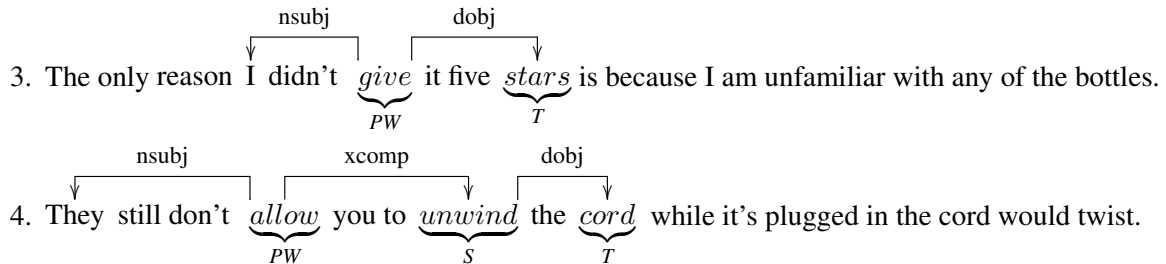 nsubj dobj
3. The only reason I didn't give it five stars is because I am unfamiliar with any of the bottles.
PW T
nsubj xcomp dobj
4. They still don't allow you to unwind the cord while it's plugged in the cord would twist.
PW S T